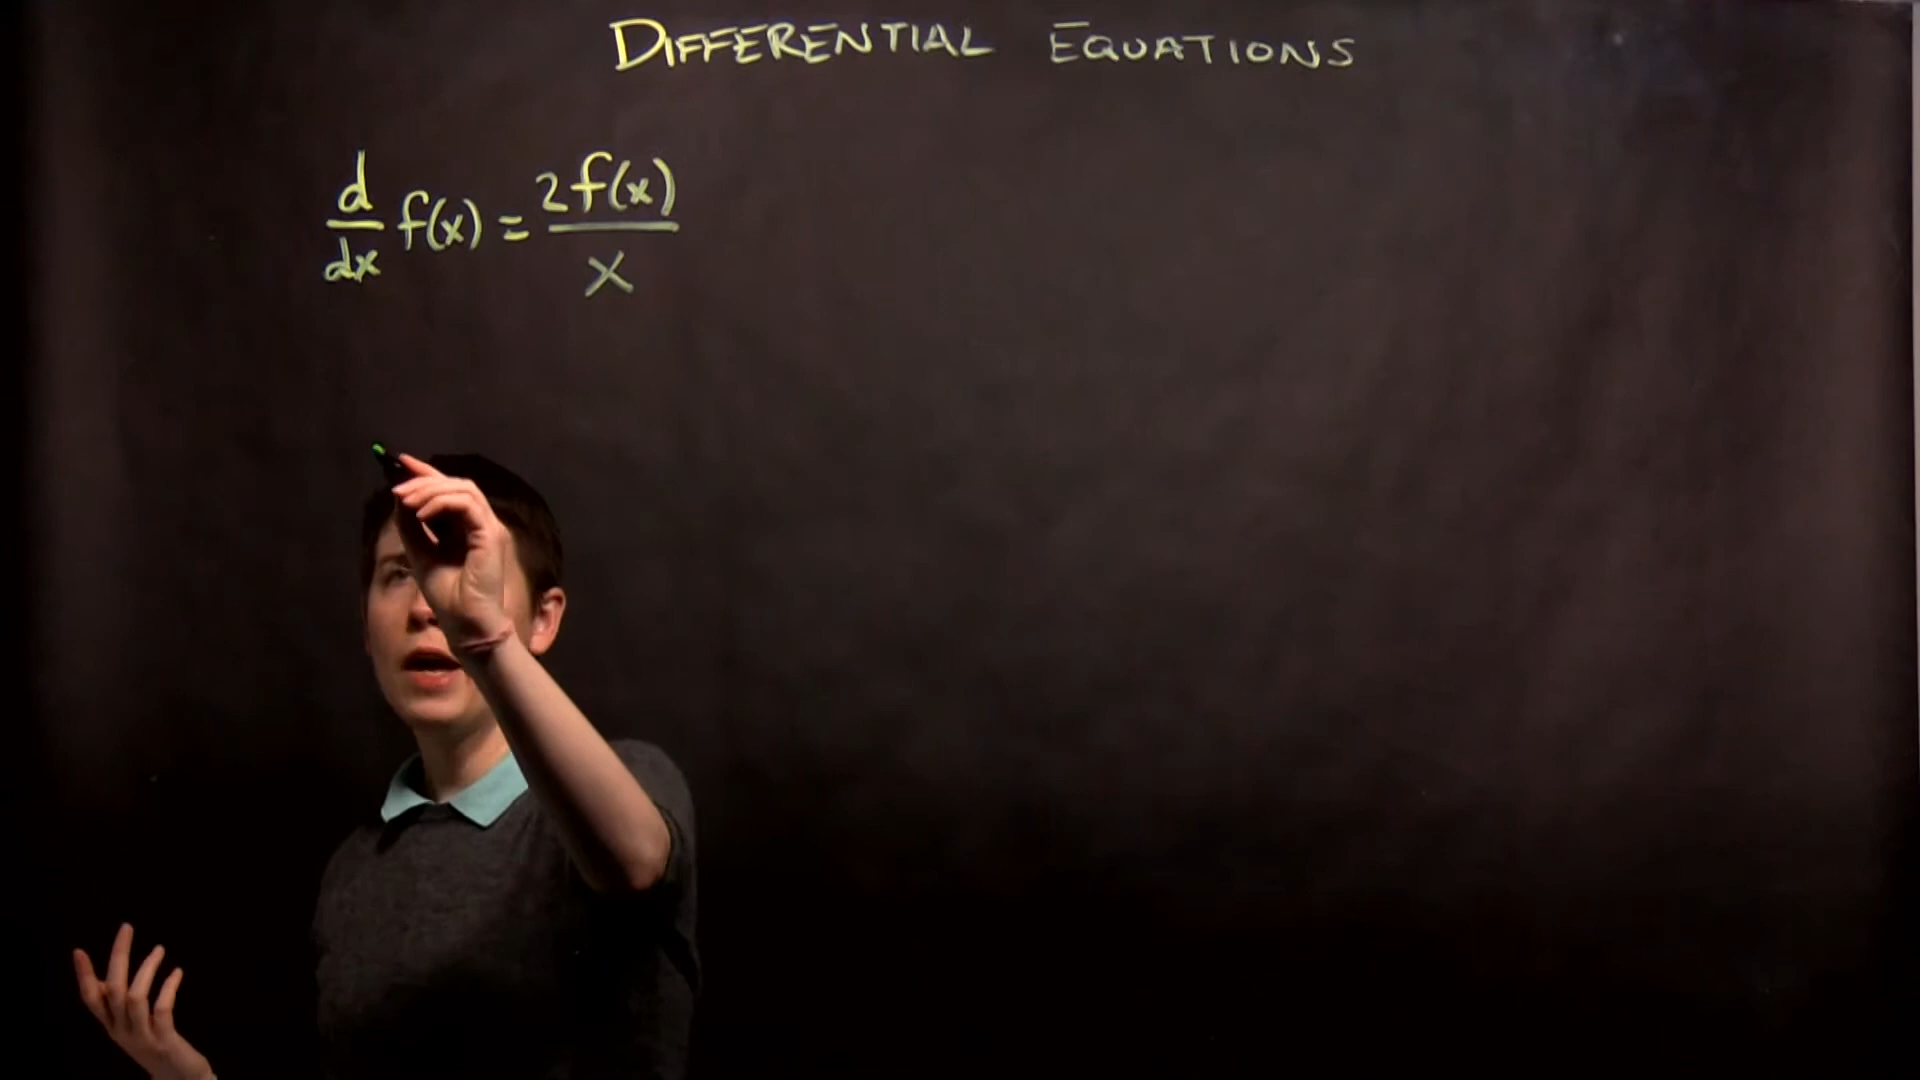 DIFFERENTIAL EQUATIONS
d/dx f(x) = 2f(x)/x